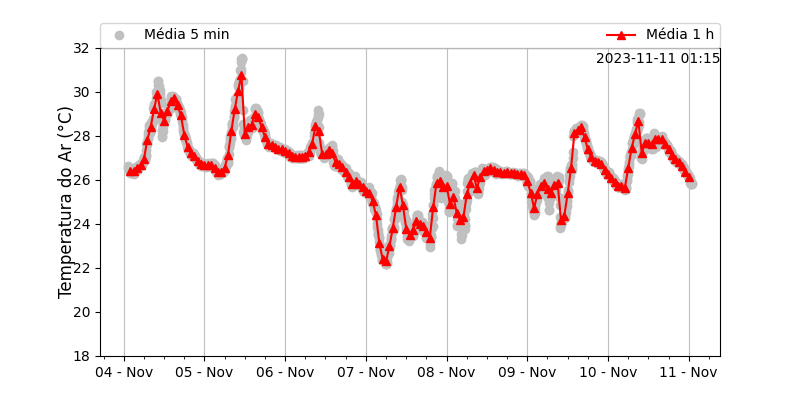 Média 5 min
Média 1 h
2023-11-11 01:15
Temperatura do Ar (°C)
32
30
28
26
24
22
20
18
04 - Nov
05 - Nov
06 - Nov
07 - Nov
08 - Nov
09 - Nov
10 - Nov
11 - Nov